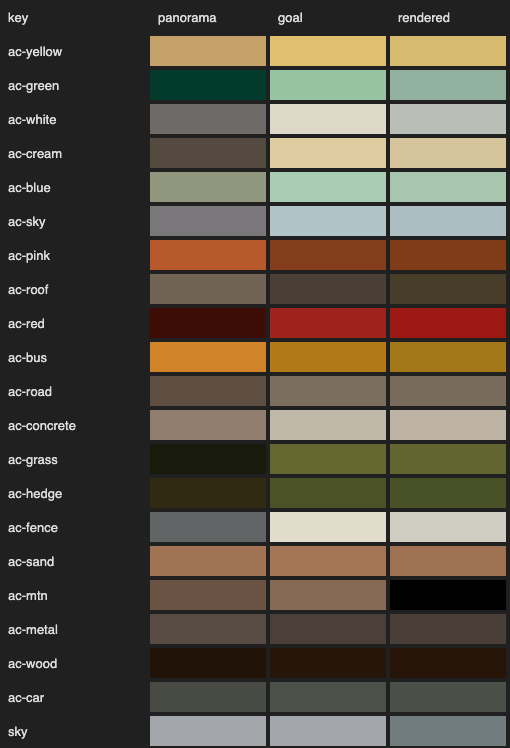 key panorama goal rendered
ac-yellow
ac-green
ac-white
ac-cream
ac-blue
ac-sky
ac-pink
ac-roof
ac-red
ac-bus
ac-road
ac-concrete
ac-grass
ac-hedge
ac-fence
ac-sand
ac-mtn
ac-metal
ac-wood
ac-car
sky